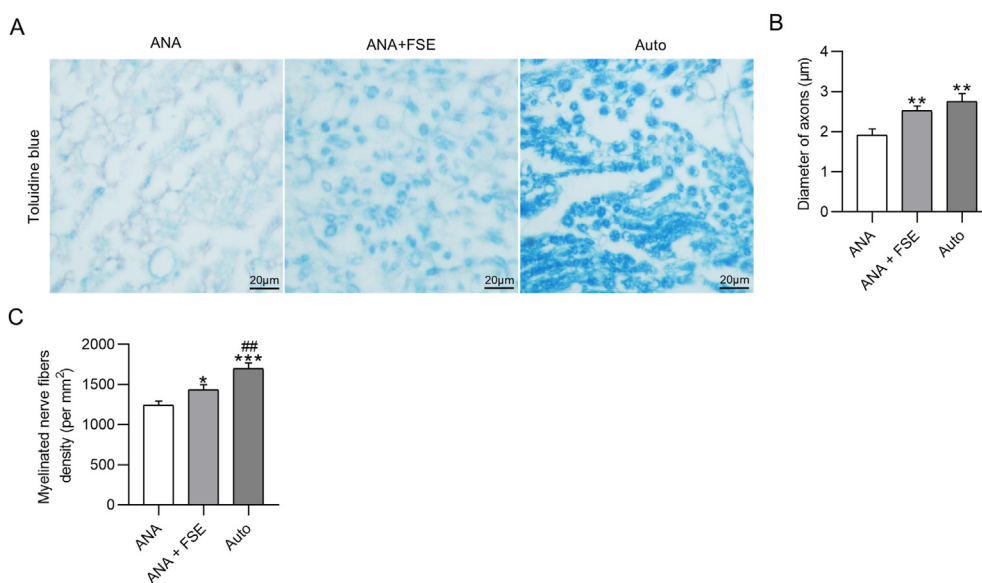 A
ANA
ANA+FSE
Auto
Toluidine blue
20μm
20μm
20μm
B
Diameter of axons (μm)
4
3
2
1
0
**
**
ANA
ANA + FSE
Auto
C
Myelinated nerve fibers
density (per mm²)
2000
1500
1000
500
0
*
##
***
ANA
ANA + FSE
Auto